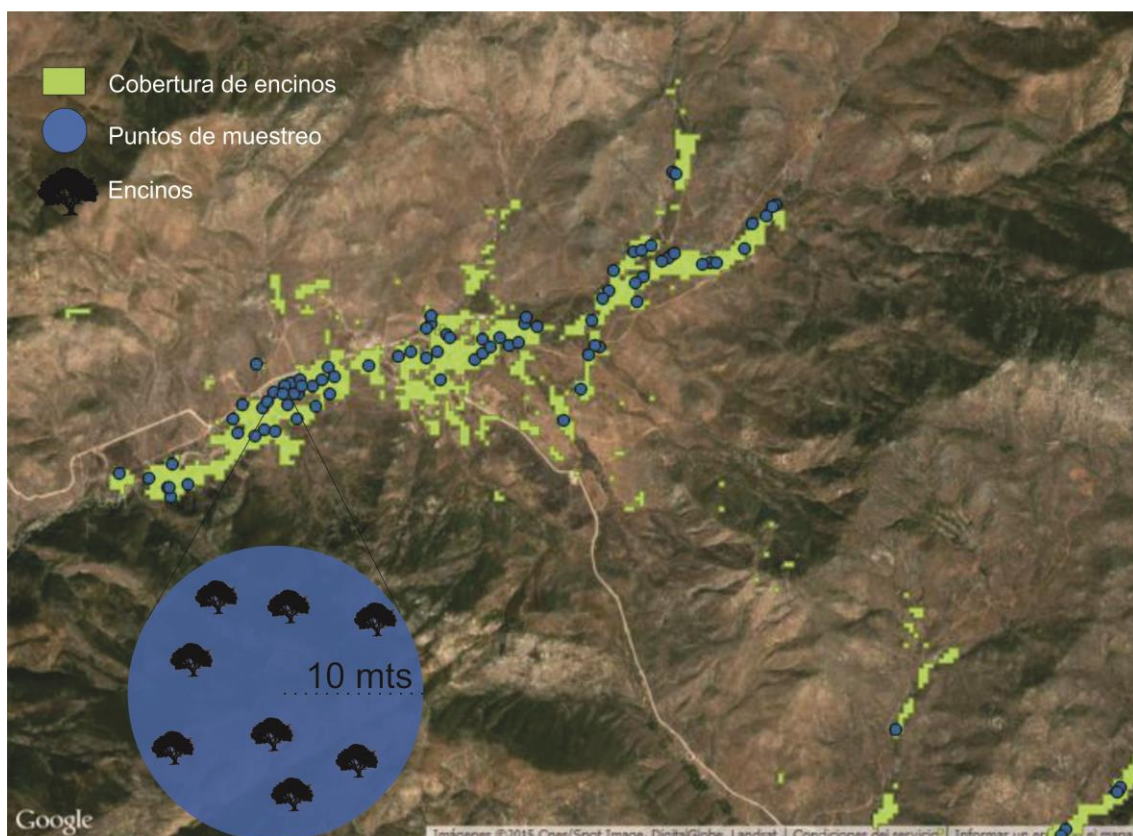 Cobertura de encinos
Puntos de muestreo
Encinos
10 mts
Google
Imágenes ©2015 Cnes/Spot Image, DigitalGlobe, Landsat | Condiciones del servicio | Informar un